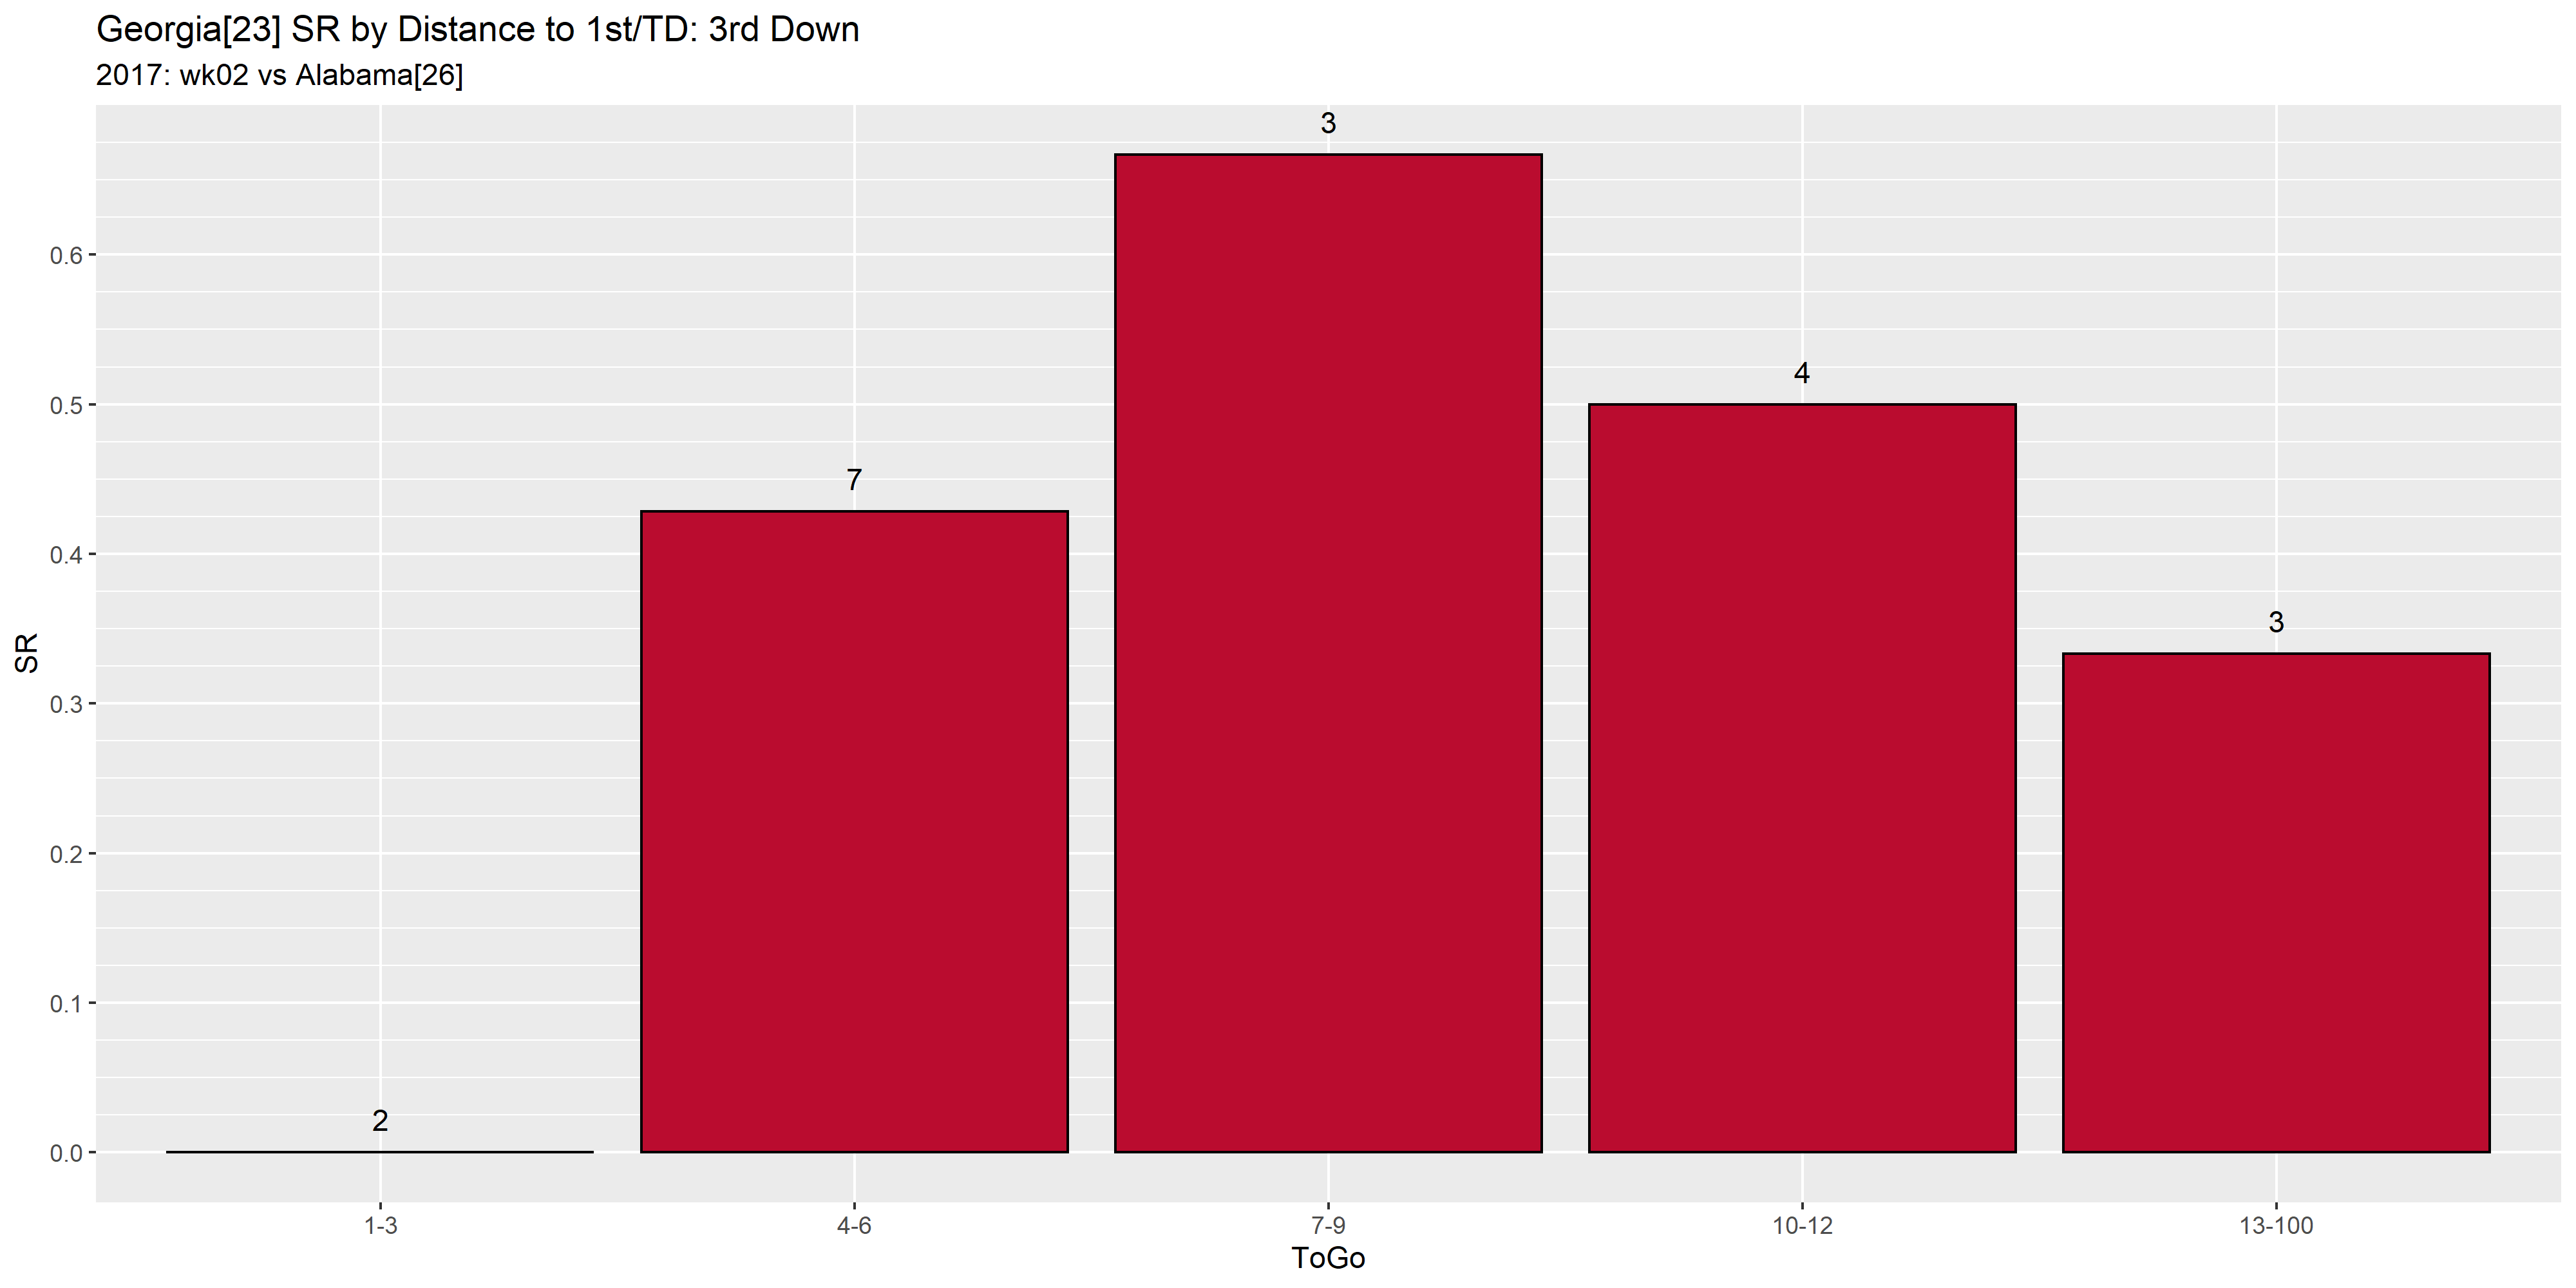 Georgia[23] SR by Distance to 1st/TD: 3rd Down
2017: wk02 vs Alabama[26]
3
0.6
4
0.5
7
0.4
3
SR
0.3
0.2
0.1
2
0.0
1-3 4-6 7-9 10-12 13-100
ToGo